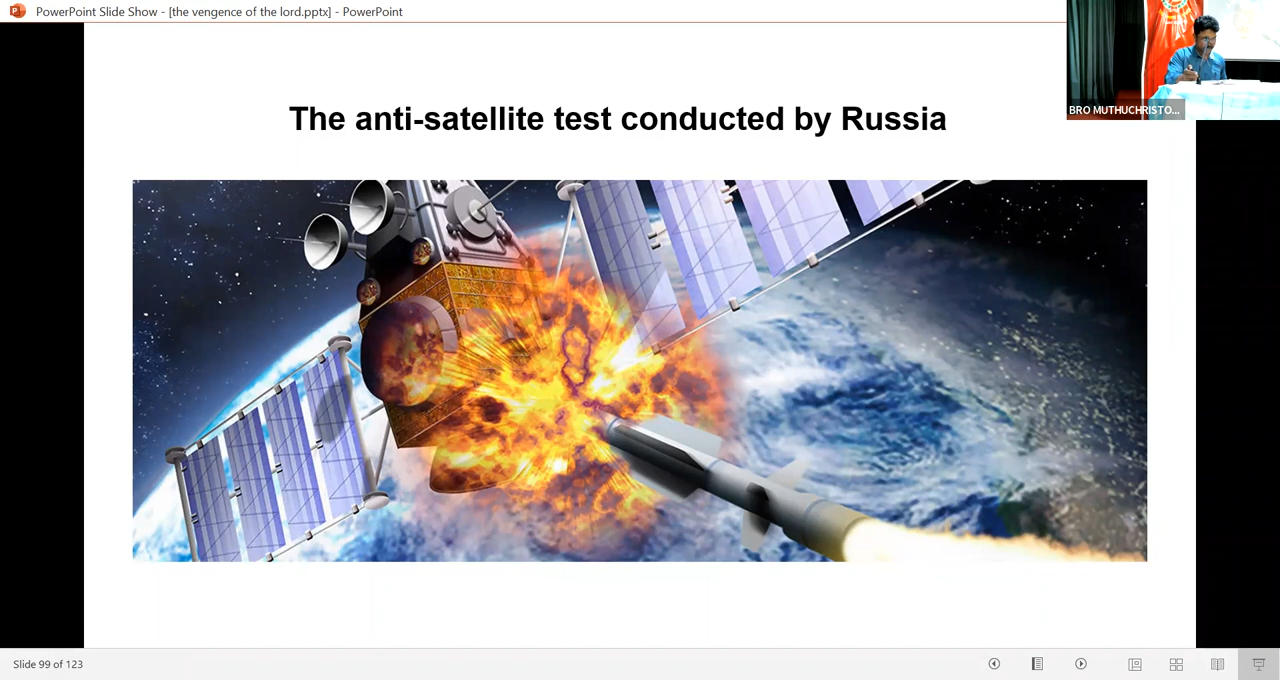 PowerPoint Slide Show - [the vengence of the lord.pptx] - PowerPoint
BRO MUTHUCHRISTO...
The anti-satellite test conducted by Russia
Slide 99 of 123